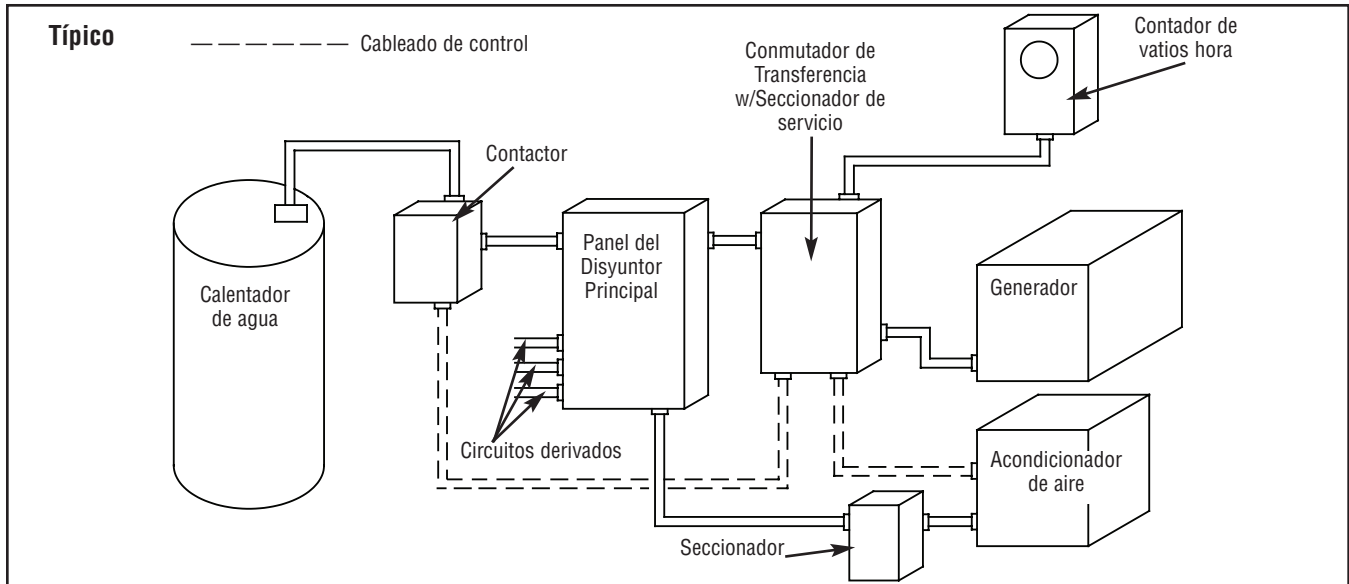 Típico
Cableado de control
Conmutador de
Transferencia
w/Seccionador de
servicio
Contador de
vatios hora
Contactor
Panel del
Disyuntor
Principal
Calentador
de agua
Generador
Circuitos derivados
Acondicionador
de aire
Seccionador